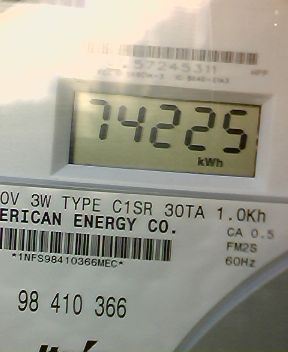 57245311
74225
kWh
0V 3W TYPE C1SR 30TA 1.0Kh
ERICAN ENERGY CO.
CA 0.5
FM2S
*1NFS98410366MEC*
60Hz
98 410 366